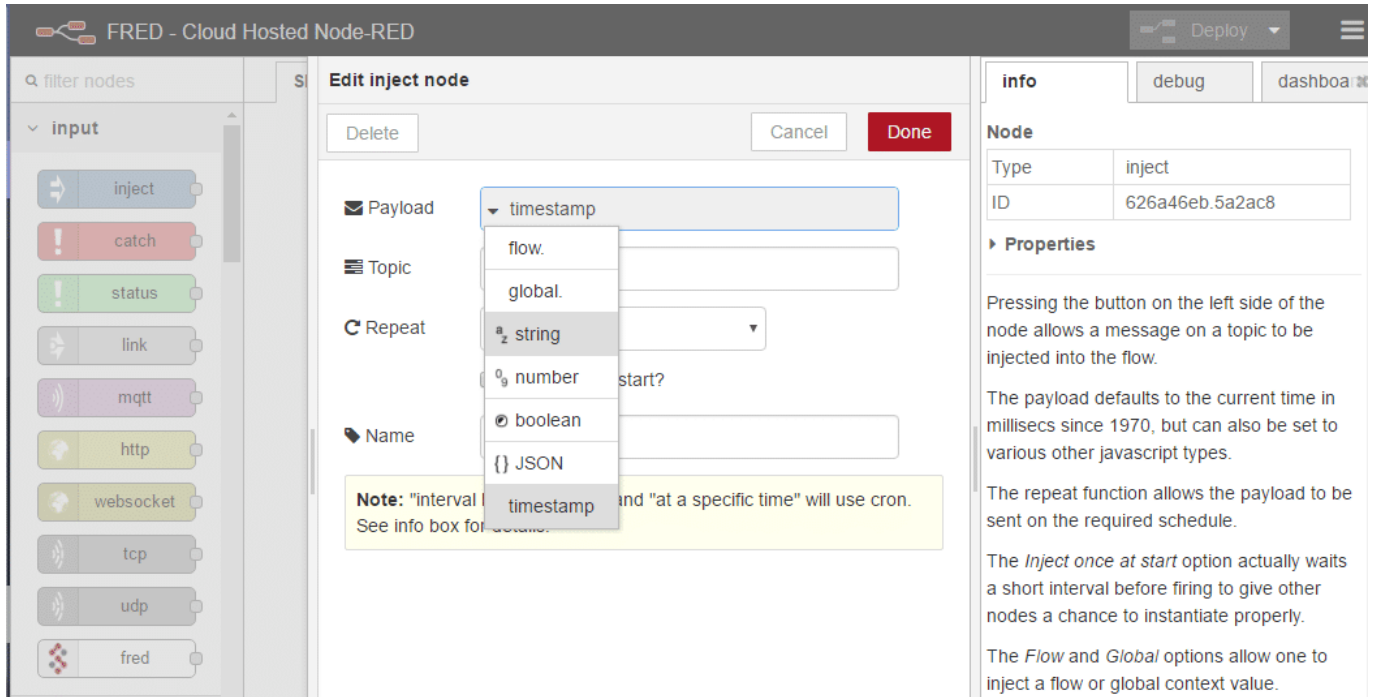 FRED - Cloud Hosted Node-RED
Deploy
filter nodes
input
inject
catch
status
link
mqtt
http
websocket
tcp
udp
fred
Edit inject node
Delete
Cancel
Done
Payload
timestamp
flow.
global.
string
number
boolean
JSON
timestamp
Topic
Repeat
start?
Name
Note: "interval and "at a specific time" will use cron.
See info box for details.
info
debug
dashboar
Node
Type inject
ID 626a46eb.5a2ac8
Properties
Pressing the button on the left side of the
node allows a message on a topic to be
injected into the flow.
The payload defaults to the current time in
millisecs since 1970, but can also be set to
various other javascript types.
The repeat function allows the payload to be
sent on the required schedule.
The Inject once at start option actually waits
a short interval before firing to give other
nodes a chance to instantiate properly.
The Flow and Global options allow one to
inject a flow or global context value.